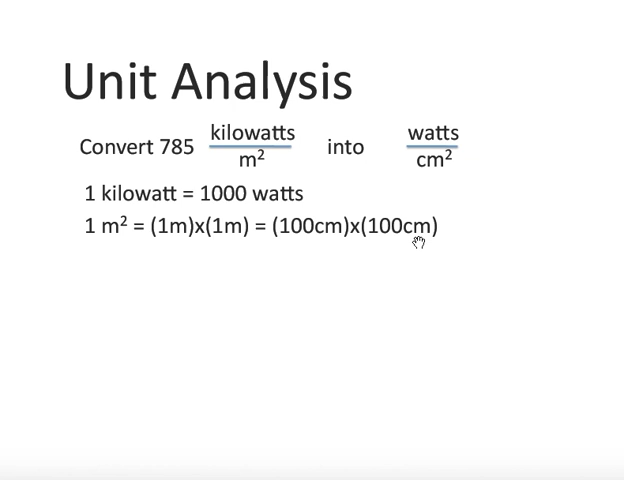 Unit Analysis
Convert 785 kilowatts/m² into watts/cm²
1 kilowatt = 1000 watts
1 m² = (1m)x(1m) = (100cm)x(100cm)